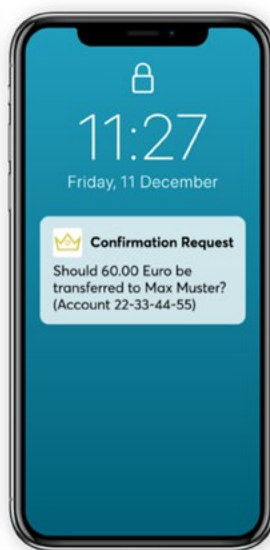 11:27
Friday, 11 December
Confirmation Request
Should 60.00 Euro be
transferred to Max Muster?
(Account 22-33-44-55)